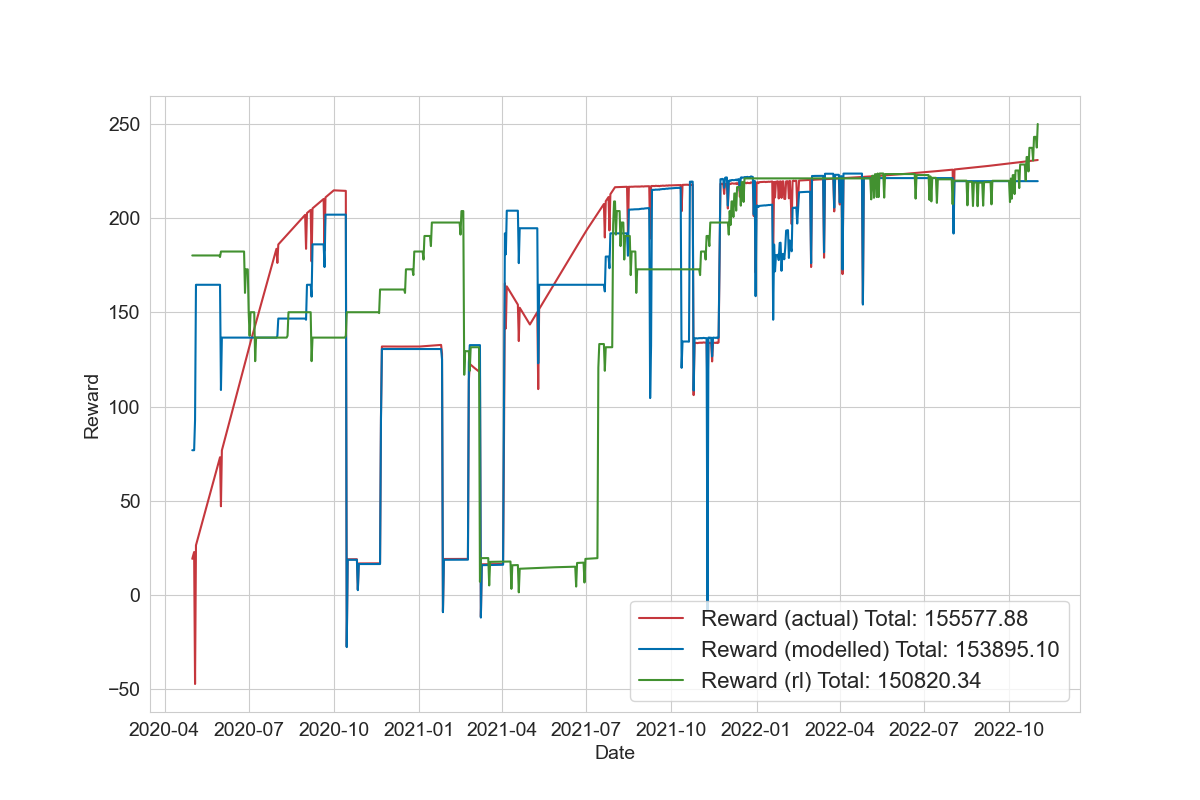 250
200
150
100
50
0
−50
Reward
Reward (actual) Total: 155577.88
Reward (modelled) Total: 153895.10
Reward (rl) Total: 150820.34
2020-04 2020-07 2020-10 2021-01 2021-04 2021-07 2021-10 2022-01 2022-04 2022-07 2022-10
Date